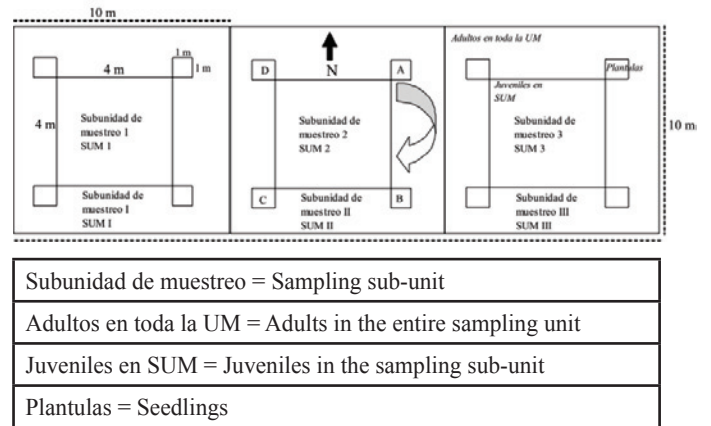 10 m
1 m
4 m
1 m
4 m
Subunidad de
muestreo 1
SUM 1
Subunidad de
muestreo I
SUM I
N
D
A
Subunidad de
muestreo 2
SUM 2
C
B
Subunidad de
muestreo II
SUM II
Adultos en toda la UM
Plantulas
Juveniles en
SUM
Subunidad de
muestreo 3
SUM 3
10 m
Subunidad de
muestreo III
SUM III
Subunidad de muestreo = Sampling sub-unit
Adultos en toda la UM = Adults in the entire sampling unit
Juveniles en SUM = Juveniles in the sampling sub-unit
Plantulas = Seedlings